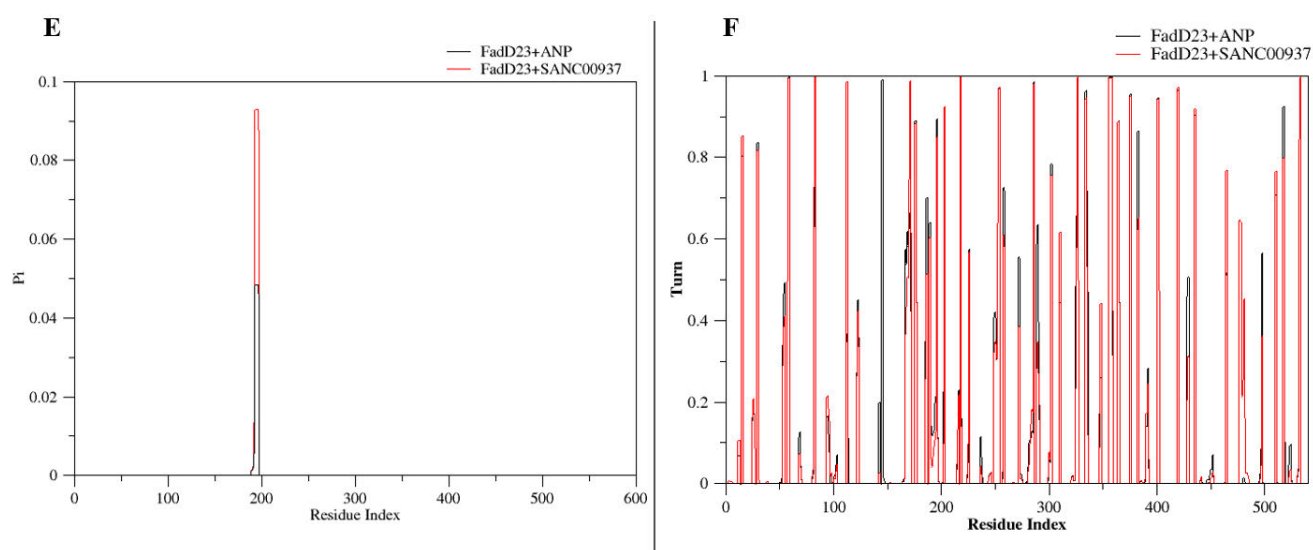 E
FadD23+ANP
FadD23+SANC00937
0.1
0.08
0.06
0.04
0.02
0
Pi
0 100 200 300 400 500 600
Residue Index
F
FadD23+ANP
FadD23+SANC00937
1
0.8
0.6
0.4
0.2
0
Turn
0 100 200 300 400 500
Residue Index